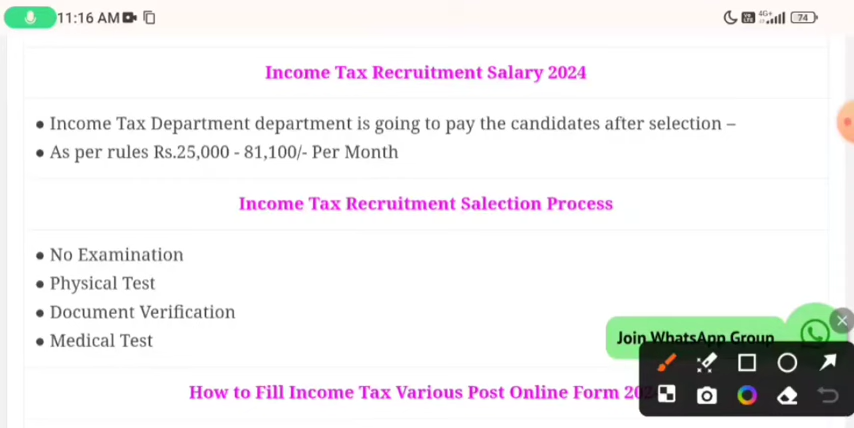 11:16 AM
4G+
74
Income Tax Recruitment Salary 2024
● Income Tax Department department is going to pay the candidates after selection –
● As per rules Rs.25,000 - 81,100/- Per Month
Income Tax Recruitment Salection Process
● No Examination
● Physical Test
● Document Verification
● Medical Test
Join WhatsApp Group
How to Fill Income Tax Various Post Online Form